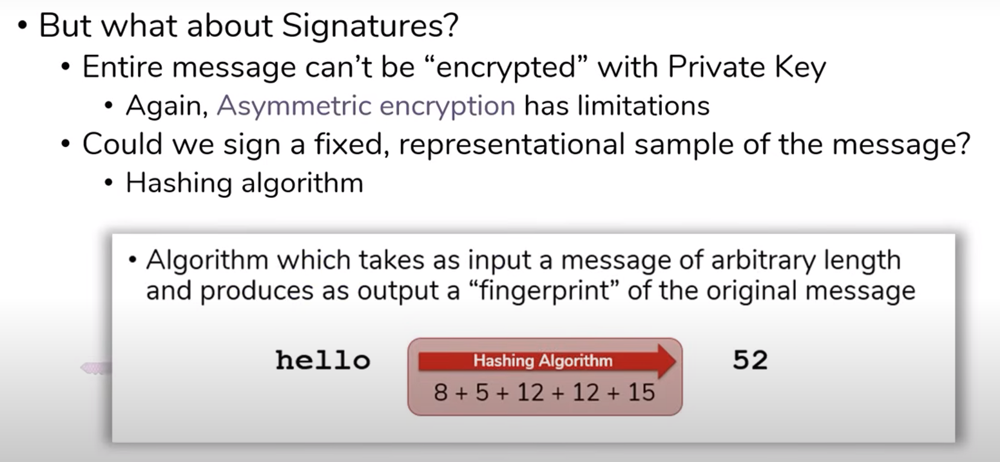 • But what about Signatures?
• Entire message can’t be “encrypted” with Private Key
• Again, Asymmetric encryption has limitations
• Could we sign a fixed, representational sample of the message?
• Hashing algorithm
• Algorithm which takes as input a message of arbitrary length
and produces as output a “fingerprint” of the original message
hello Hashing Algorithm 52
8 + 5 + 12 + 12 + 15